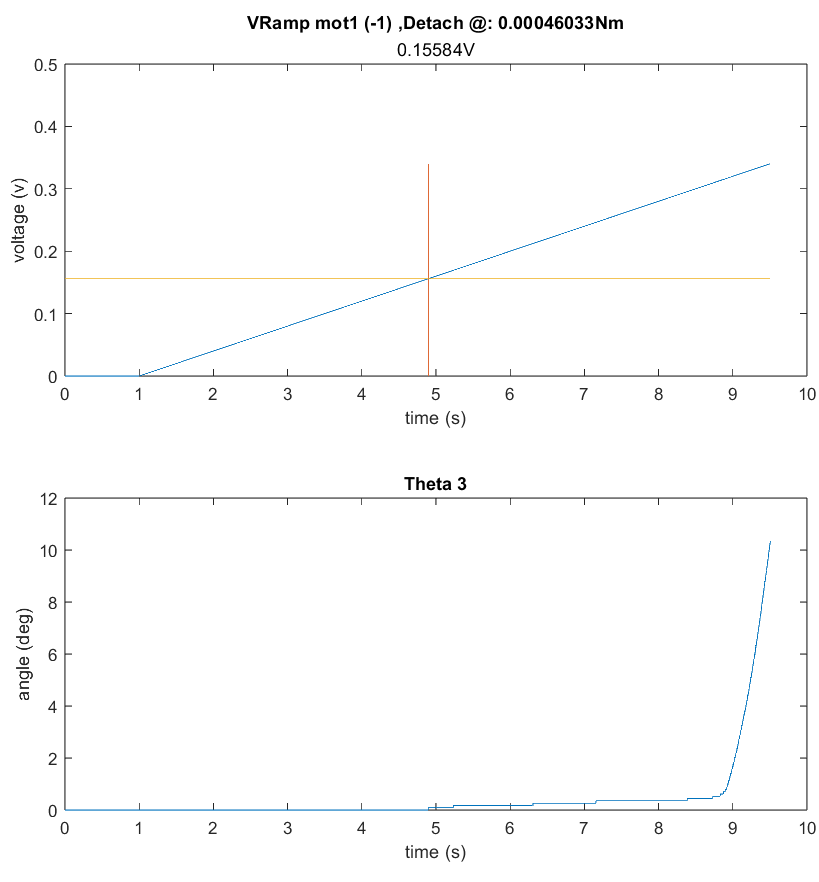 VRamp mot1 (-1) ,Detach @: 0.00046033Nm
0.15584V
0.5
0.4
0.3
0.2
0.1
0
voltage (v)
0 1 2 3 4 5 6 7 8 9 10
time (s)
Theta 3
12
10
8
6
4
2
0
angle (deg)
0 1 2 3 4 5 6 7 8 9 10
time (s)